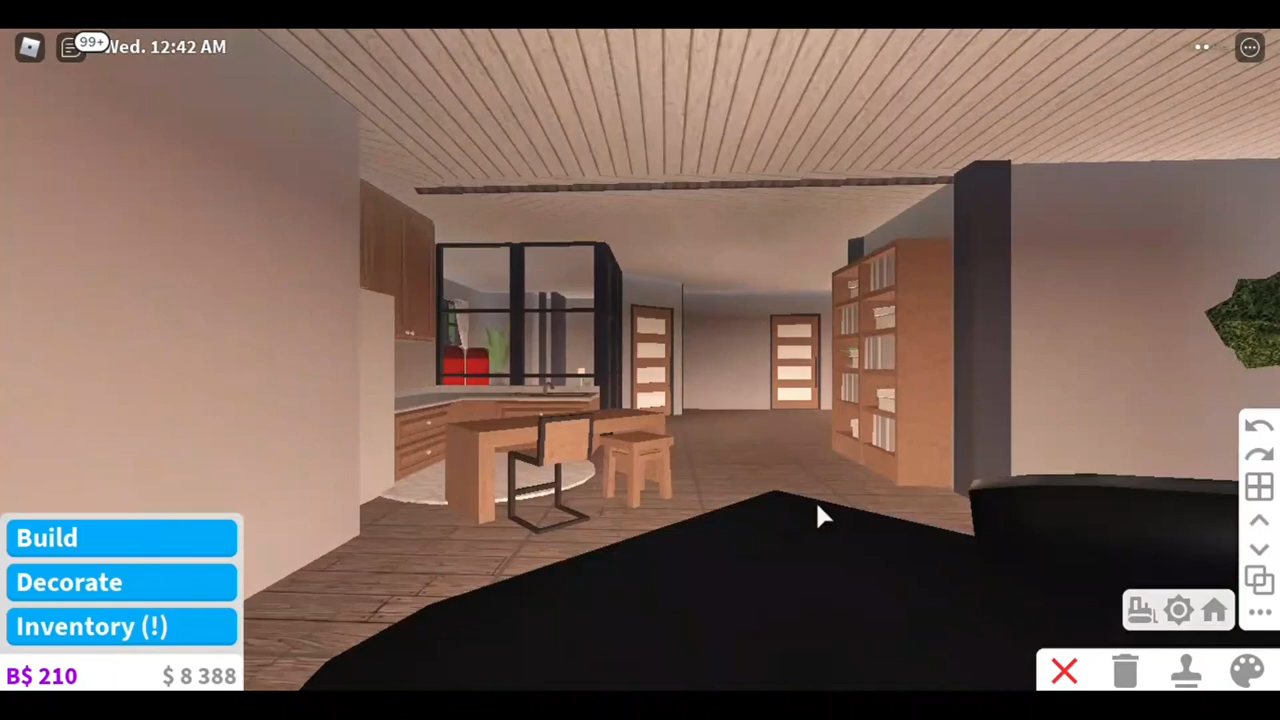 99+
Wed. 12:42 AM
Build
Decorate
Inventory (!)
B$ 210
$ 8 388